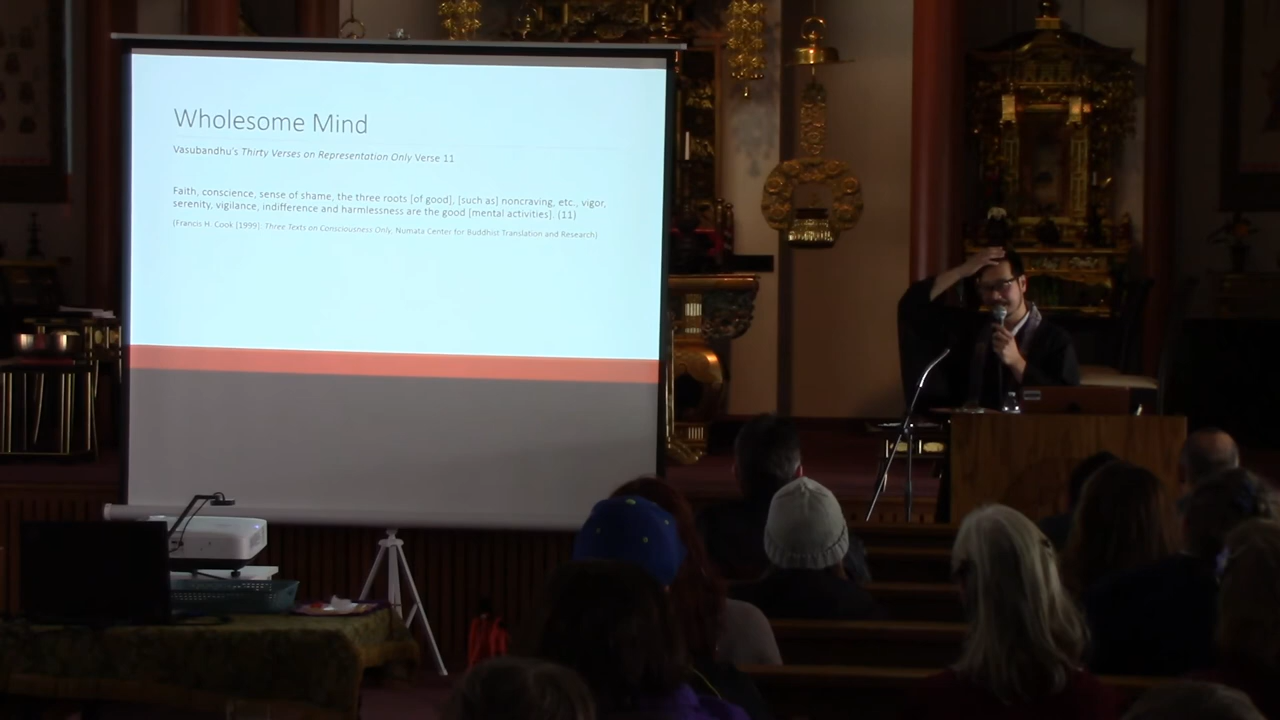 Wholesome Mind
Vasubandhu's Thirty Verses on Representation Only Verse 11
Faith, conscience, sense of shame, the three roots [of good], [such as] noncraving, etc., vigor,
serenity, vigilance, indifference and harmlessness are the good [mental activities]. (11)
(Francis H. Cook [1999]: Three Texts on Consciousness Only, Numata Center for Buddhist Translation and Research)